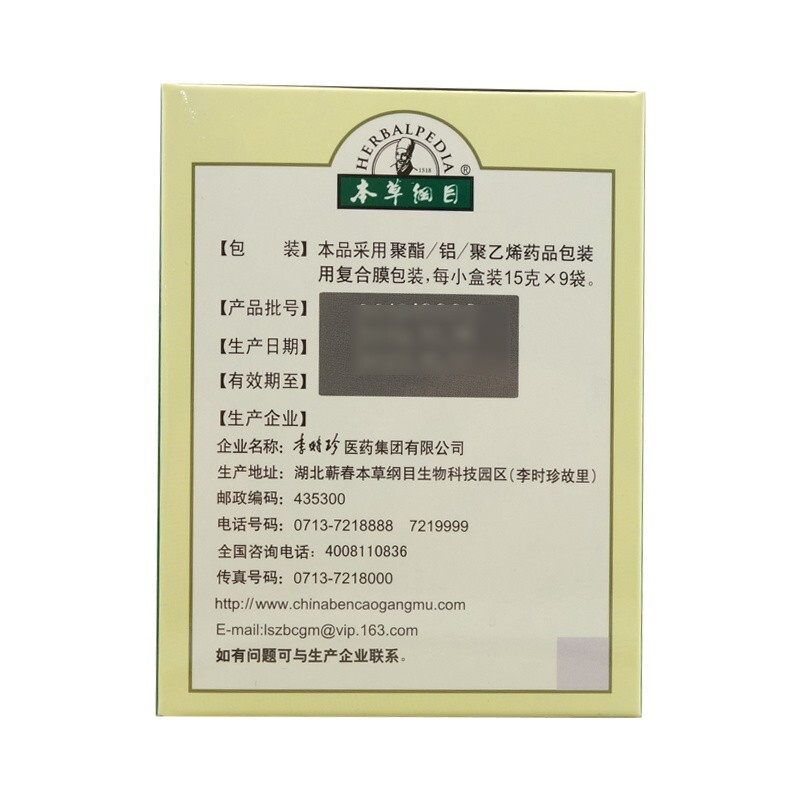 HERBALPEDIA
1518
®
本草纲目
【包 装】本品采用聚酯/铝/聚乙烯药品包装
用复合膜包装,每小盒装15克×9袋。
【产品批号】
【生产日期】
【有效期至】
【生产企业】
企业名称:李时珍医药集团有限公司
生产地址:湖北蕲春本草纲目生物科技园区(李时珍故里)
邮政编码:435300
电话号码:0713-7218888 7219999
全国咨询电话:4008110836
传真号码:0713-7218000
http://www.chinabencaogangmu.com
E-mail:lszbcgm@vip.163.com
如有问题可与生产企业联系。